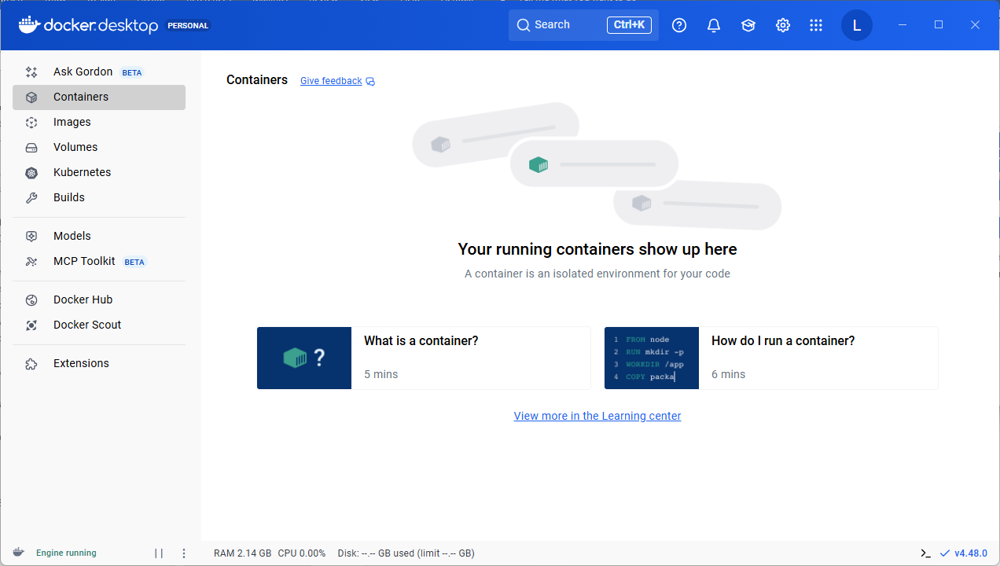 docker.desktop PERSONAL Search Ctrl+K L
Ask Gordon BETA
Containers
Images
Volumes
Kubernetes
Builds
Models
MCP Toolkit BETA
Docker Hub
Docker Scout
Extensions
Containers Give feedback
Your running containers show up here
A container is an isolated environment for your code
?
What is a container?
5 mins
1 FROM node
2 RUN mkdir -p
3 WORKDIR /app
4 COPY packa
How do I run a container?
6 mins
View more in the Learning center
Engine running RAM 2.14 GB CPU 0.00% Disk: --.-- GB used (limit --.-- GB) v4.48.0